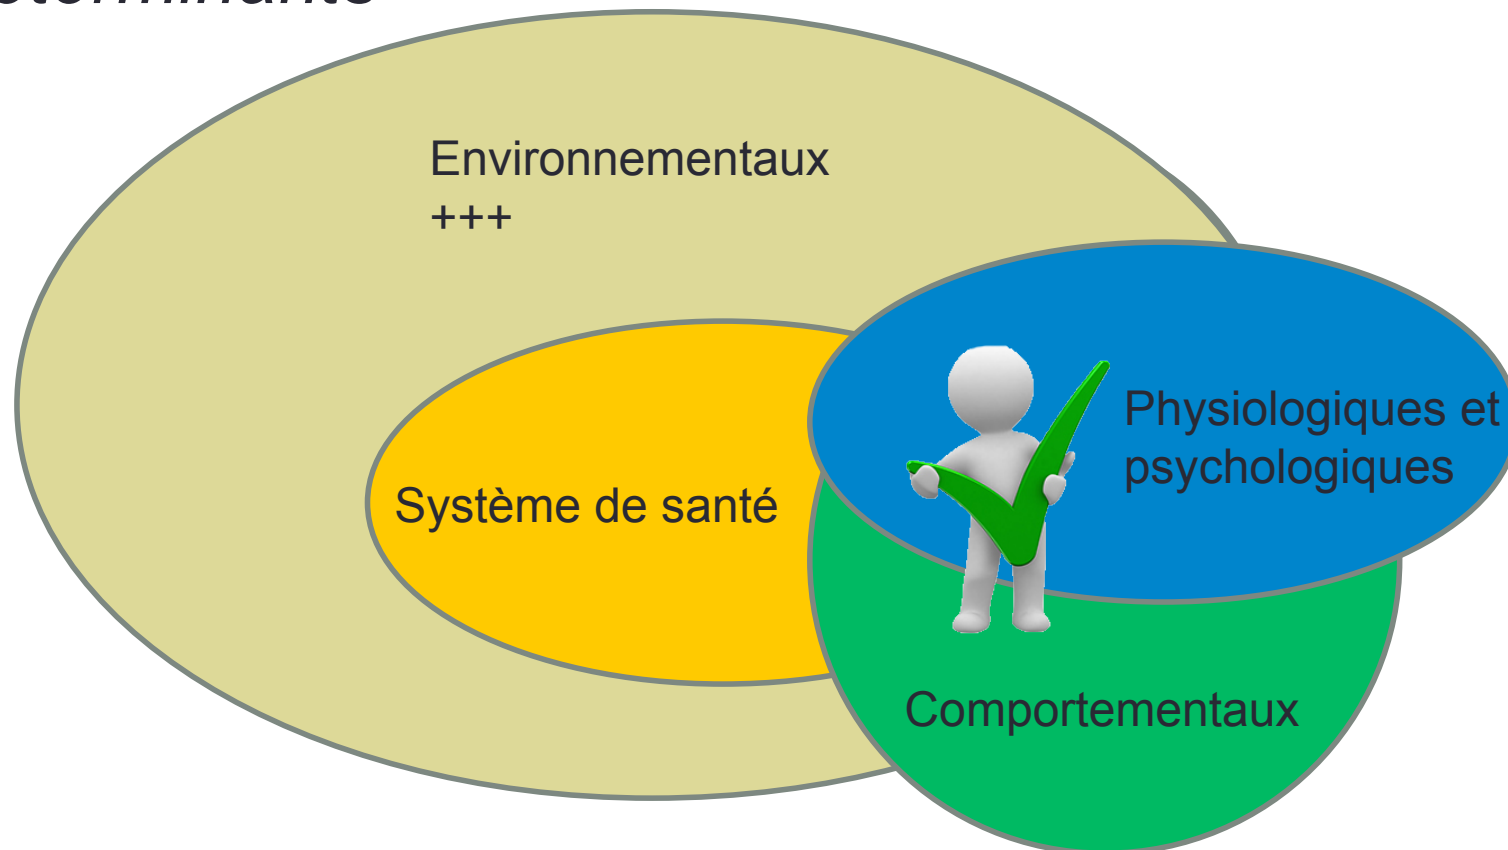 Environnementaux
+++
Physiologiques et
psychologiques
Système de santé
Comportementaux